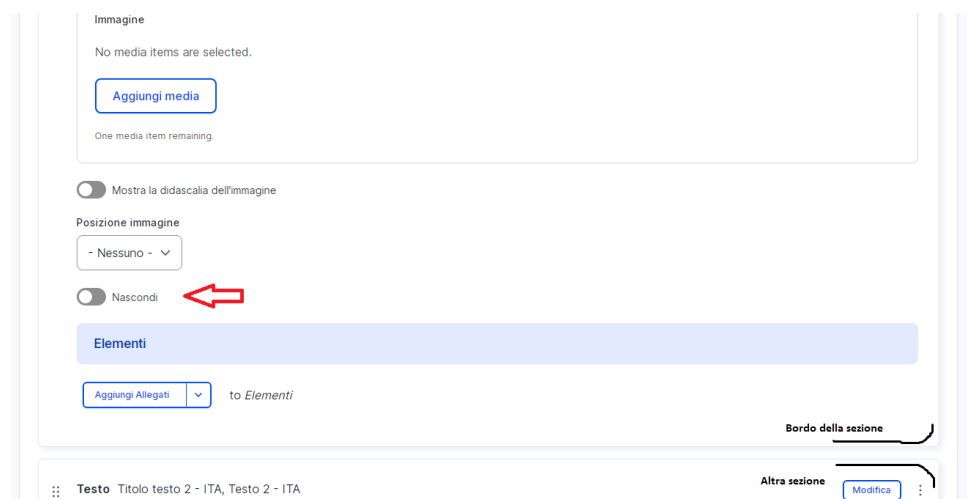 Immagine
No media items are selected.
Aggiungi media
One media item remaining.
Mostra la didascalia dell'immagine
Posizione immagine
- Nessuno -
Nascondi
Elementi
Aggiungi Allegati to Elementi
Bordo della sezione
Altra sezione
Testo Titolo testo 2 - ITA, Testo 2 - ITA Modifica